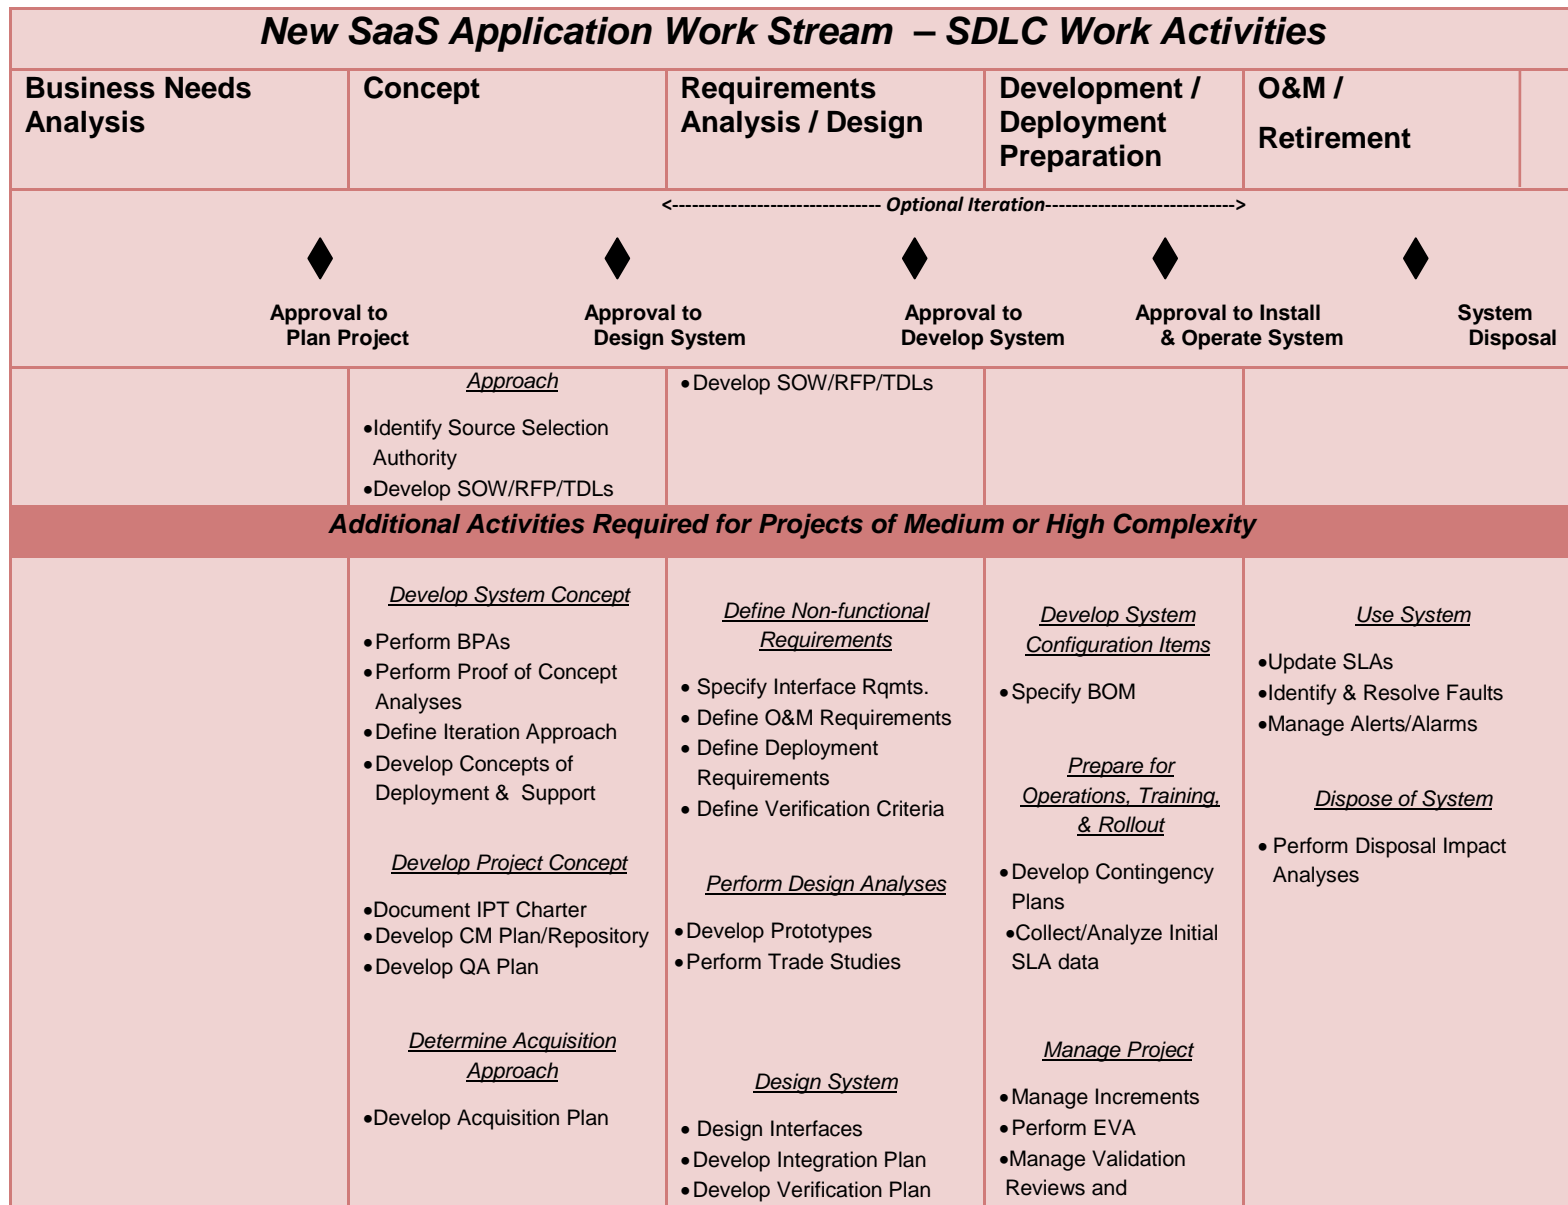 New SaaS Application Work Stream – SDLC Work Activities
Business Needs
Analysis
Concept
Requirements
Analysis / Design
Development /
Deployment
Preparation
O&M /
Retirement
<-------------------------------- Optional Iteration----------------------------->
Approval to
Plan Project
Approval to
Design System
Approval to
Develop System
Approval to Install
& Operate System
System
Disposal
Approach
•Identify Source Selection
Authority
•Develop SOW/RFP/TDLs
•Develop SOW/RFP/TDLs
Additional Activities Required for Projects of Medium or High Complexity
Develop System Concept
•Perform BPAs
•Perform Proof of Concept
Analyses
•Define Iteration Approach
•Develop Concepts of
Deployment & Support
Develop Project Concept
•Document IPT Charter
•Develop CM Plan/Repository
•Develop QA Plan
Determine Acquisition
Approach
•Develop Acquisition Plan
Define Non-functional
Requirements
• Specify Interface Rqmts.
• Define O&M Requirements
• Define Deployment
Requirements
• Define Verification Criteria
Perform Design Analyses
•Develop Prototypes
•Perform Trade Studies
Design System
• Design Interfaces
•Develop Integration Plan
•Develop Verification Plan
Develop System
Configuration Items
•Specify BOM
Prepare for
Operations, Training,
& Rollout
•Develop Contingency
Plans
•Collect/Analyze Initial
SLA data
Manage Project
•Manage Increments
•Perform EVA
•Manage Validation
Reviews and
Use System
•Update SLAs
•Identify & Resolve Faults
•Manage Alerts/Alarms
Dispose of System
• Perform Disposal Impact
Analyses